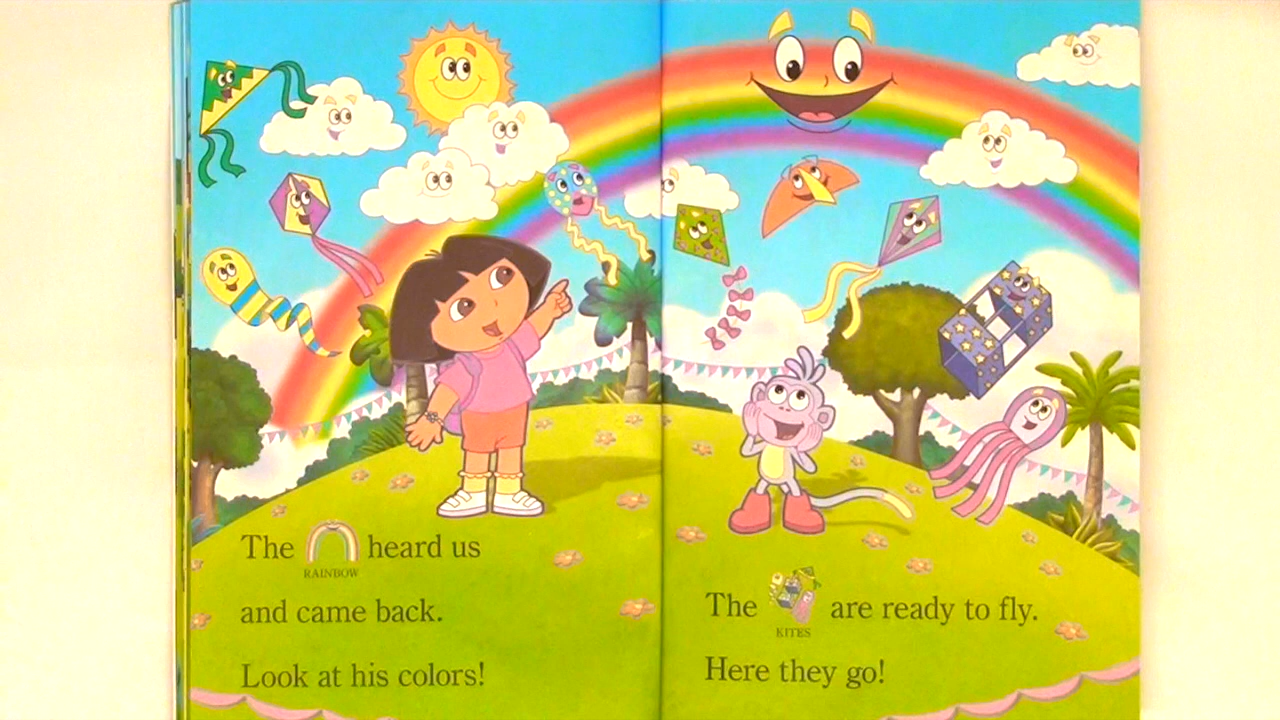 The heard us
RAINBOW
and came back.
Look at his colors!
The are ready to fly.
KITES
Here they go!